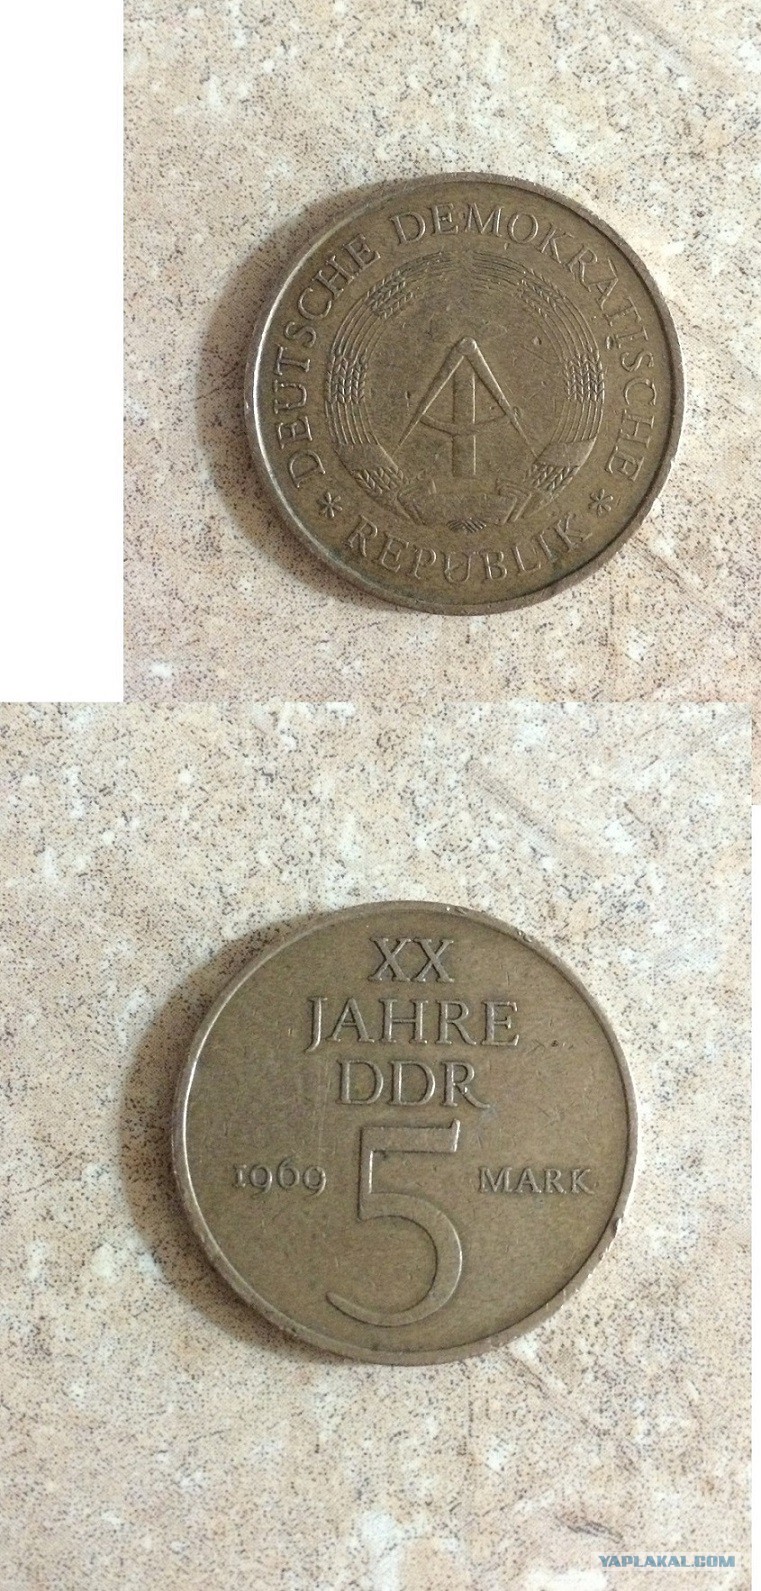 DEUTSCHE DEMOKRATISCHE
* REPUBLIK *
XX
JAHRE
DDR
1969 5 MARK
YAPLAKAL.COM